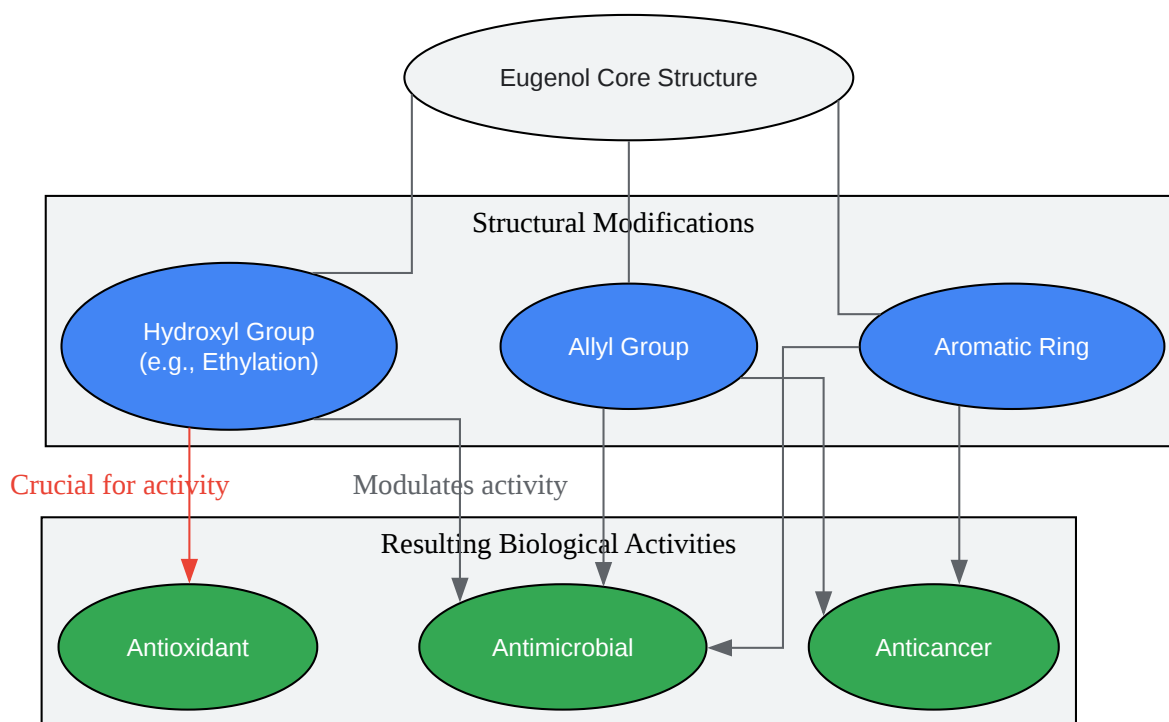 Eugenol Core Structure
Structural Modifications
Hydroxyl Group
(e.g., Ethylation)
Allyl Group
Aromatic Ring
Crucial for activity
Modulates activity
Resulting Biological Activities
Antioxidant
Antimicrobial
Anticancer